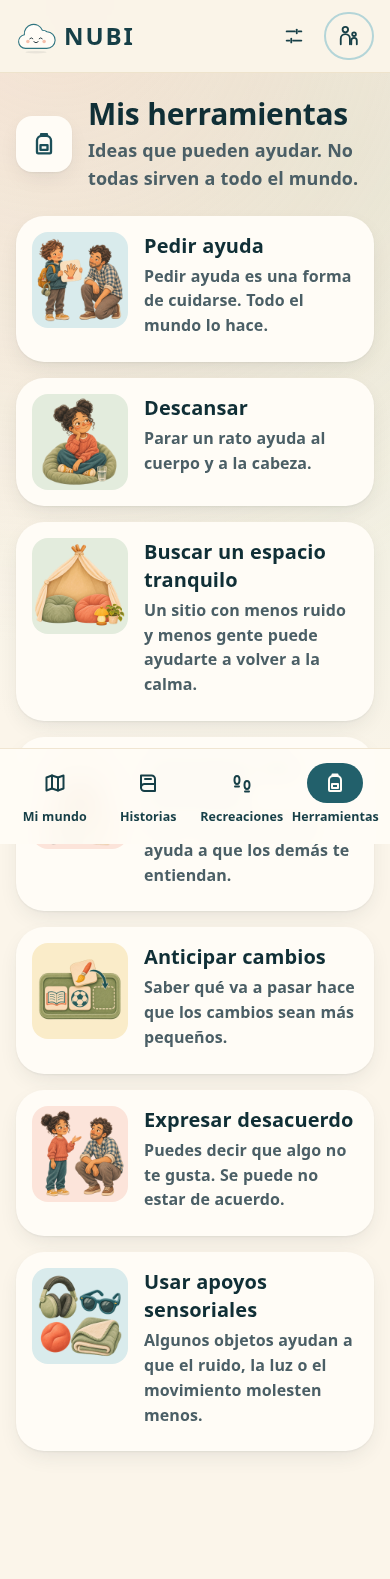 NUBI
Mis herramientas
Ideas que pueden ayudar. No
todas sirven a todo el mundo.
Pedir ayuda
Pedir ayuda es una forma
de cuidarse. Todo el
mundo lo hace.
Descansar
Parar un rato ayuda al
cuerpo y a la cabeza.
Buscar un espacio
tranquilo
Un sitio con menos ruido
y menos gente puede
ayudarte a volver a la
calma.
Mi mundo
Historias
Recreaciones
Herramientas
ayuda a que los demás te
entiendan.
Anticipar cambios
Saber qué va a pasar hace
que los cambios sean más
pequeños.
Expresar desacuerdo
Puedes decir que algo no
te gusta. Se puede no
estar de acuerdo.
Usar apoyos
sensoriales
Algunos objetos ayudan a
que el ruido, la luz o el
movimiento molesten
menos.